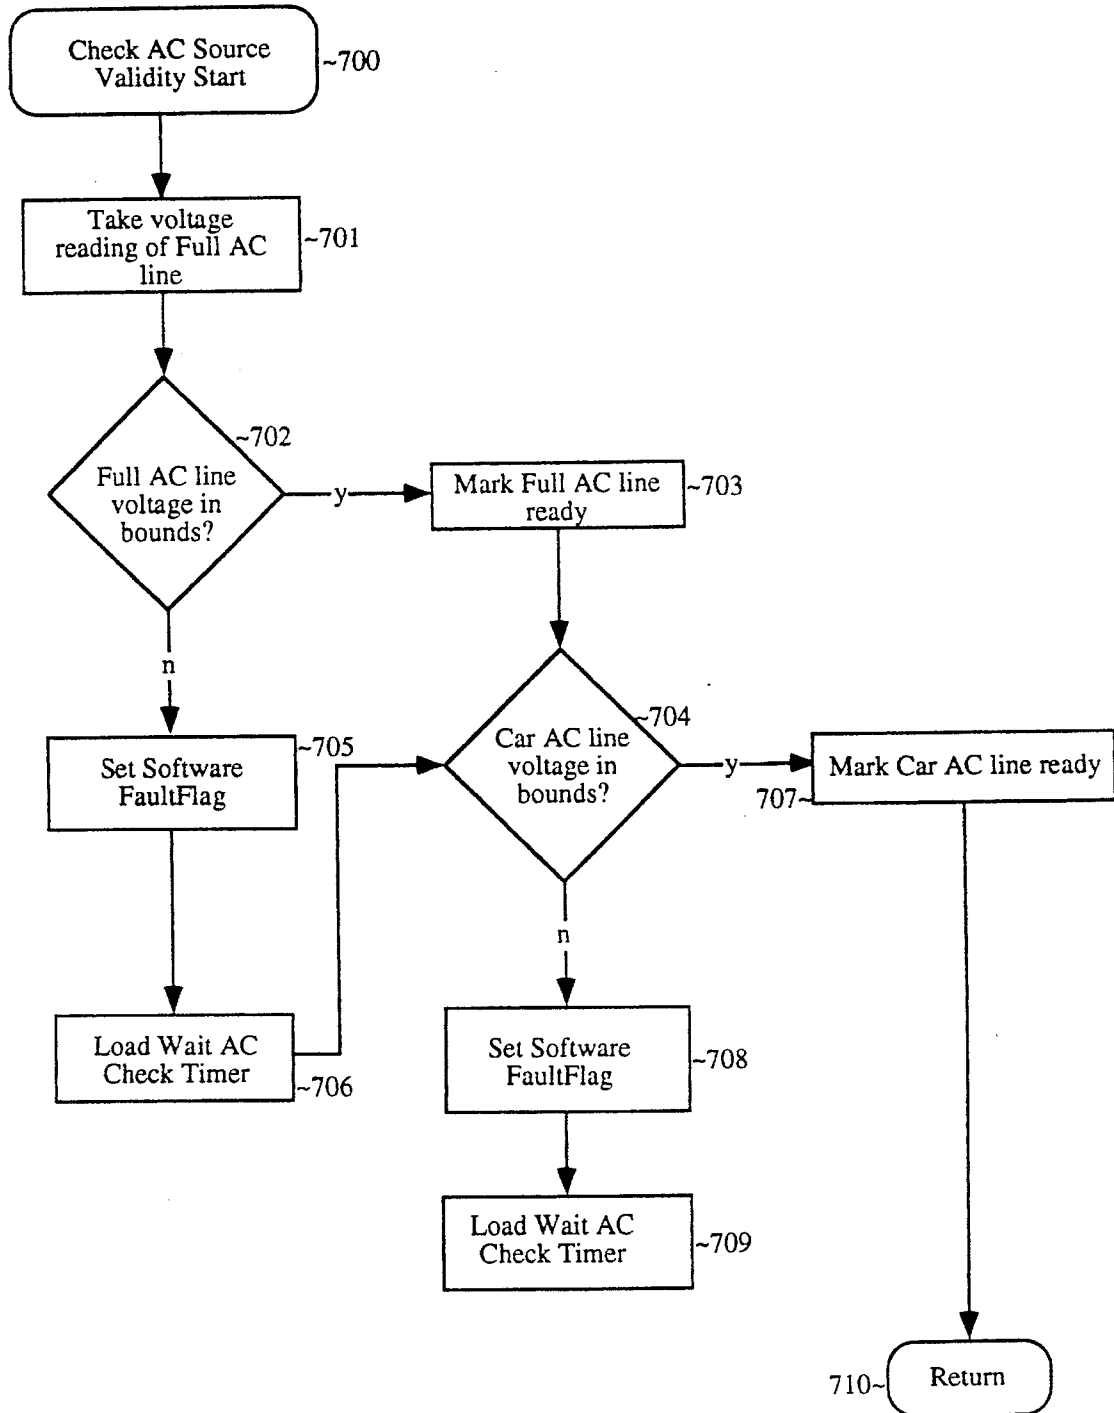 Check AC Source
Validity Start
~700
Take voltage
reading of Full AC
line
~701
~702
Full AC line
voltage in
bounds?
y
Mark Full AC line
ready
~703
n
~704
Car AC line
voltage in
bounds?
y
Mark Car AC line ready
707~
~705
Set Software
FaultFlag
n
Load Wait AC
Check Timer
~706
Set Software
FaultFlag
~708
Load Wait AC
Check Timer
~709
710~
Return